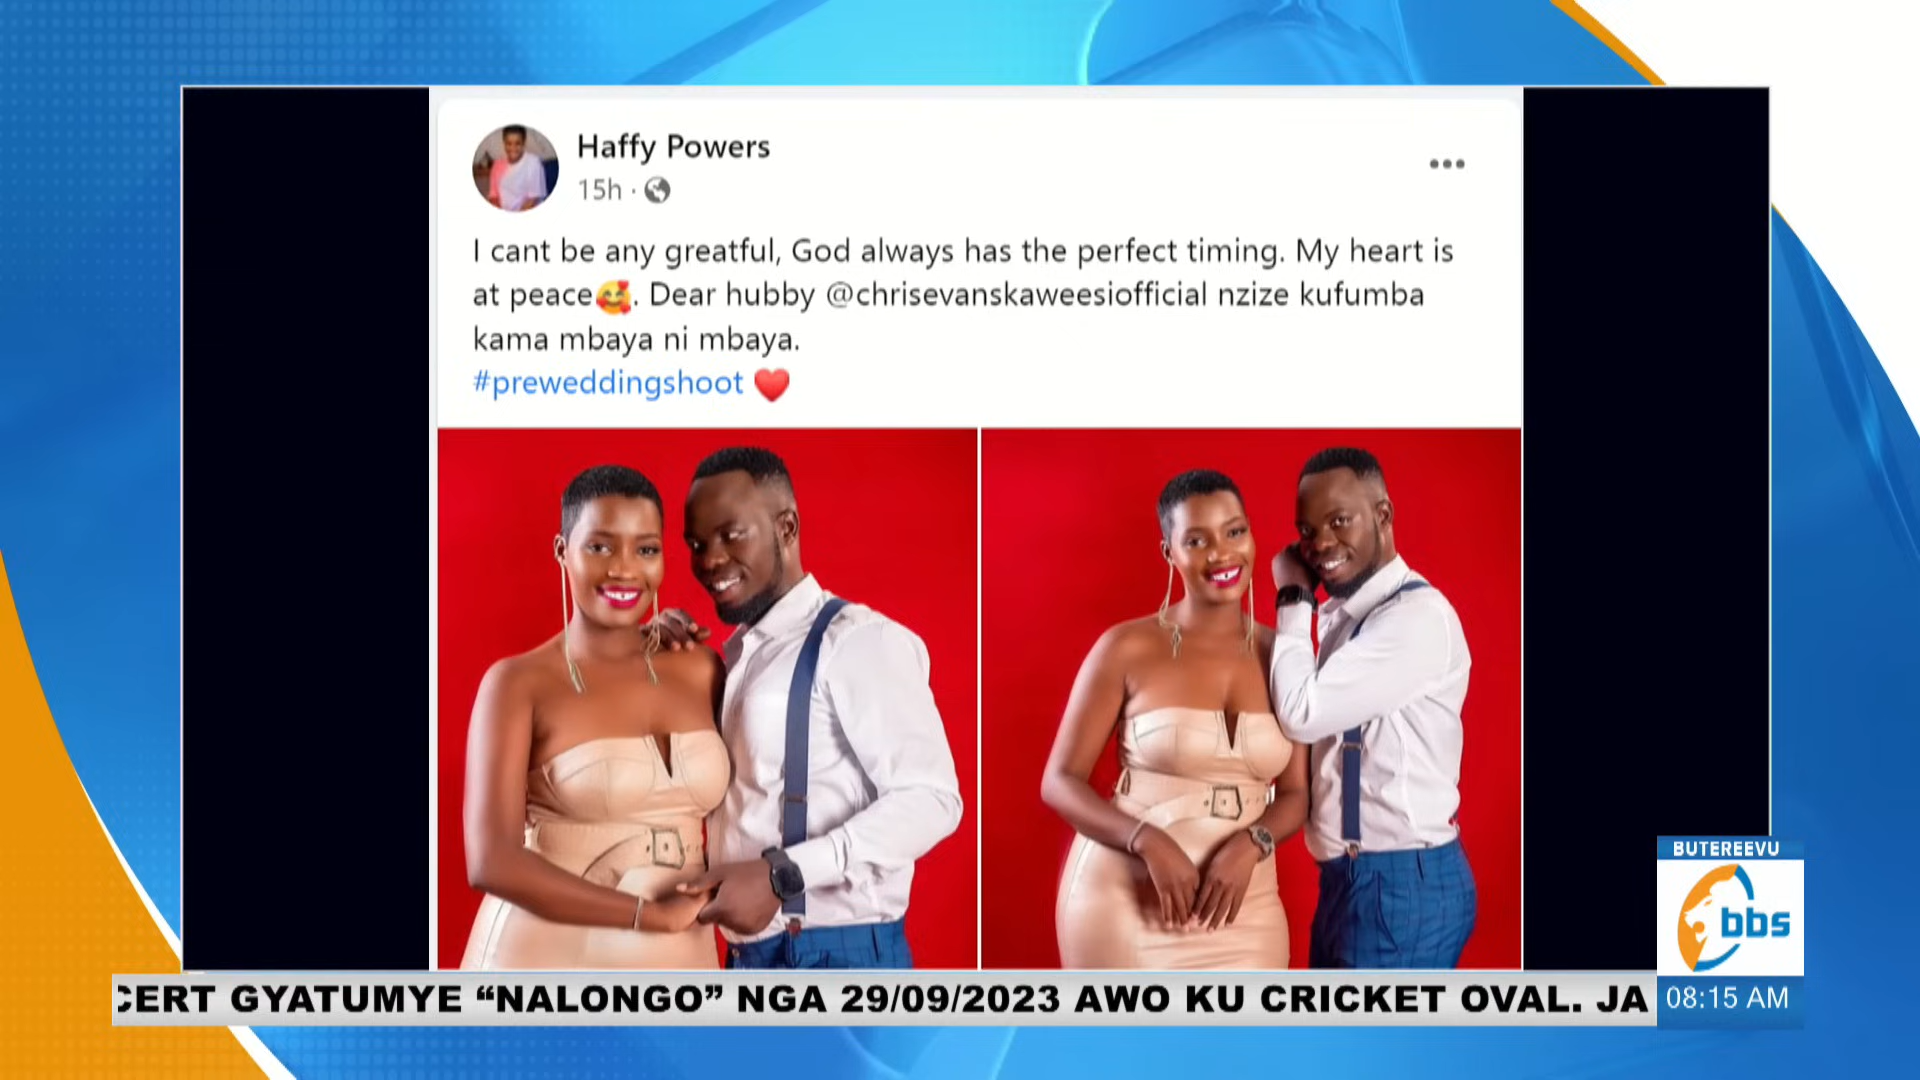 Haffy Powers
15h ·
I cant be any greatful, God always has the perfect timing. My heart is
at peace🥰. Dear hubby @chrisevanskaweesiofficial nzize kufumba
kama mbaya ni mbaya.
#preweddingshoot ❤️
BUTEREEVU
bbs
CERT GYATUMYE “NALONGO” NGA 29/09/2023 AWO KU CRICKET OVAL. JA
08:15 AM